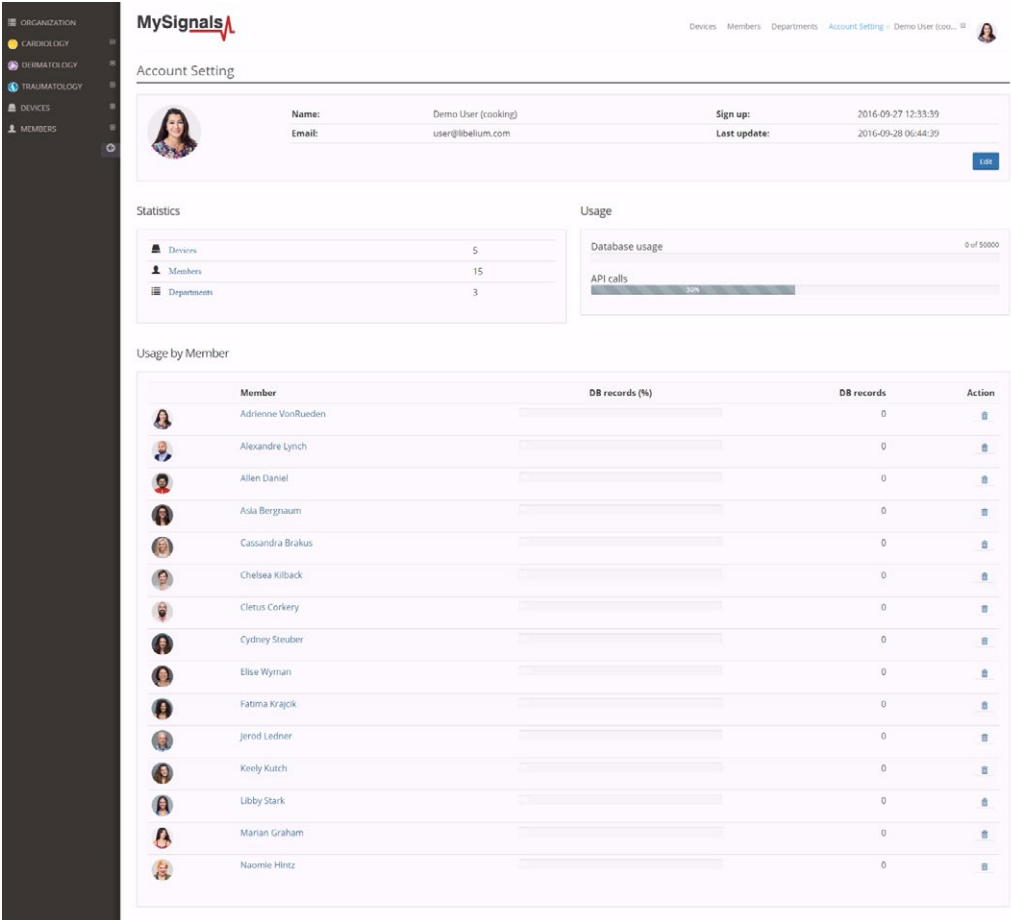 ORGANIZATION
CARDIOLOGY
DERMATOLOGY
TRAUMATOLOGY
DEVICES
MEMBERS
MySignals
Devices Members Departments Account Setting Demo User (coo...
Account Setting
Name: Demo User (cooking) Sign up: 2016-09-27 12:33:39
Email: user@libelium.com Last update: 2016-09-28 06:44:39
Edit
Statistics
Devices 5
Members 15
Departments 3
Usage
Database usage 0 of 50000
API calls
50%
Usage by Member
Member DB records (%) DB records Action
Adrienne VonRueden 0
Alexandre Lynch 0
Allen Daniel 0
Asia Bergnaum 0
Cassandra Brakus 0
Chelsea Kilback 0
Cletus Corkery 0
Cydney Steuber 0
Elise Wyman 0
Fatima Krajcik 0
Jerod Ledner 0
Keely Kutch 0
Libby Stark 0
Marian Graham 0
Naomie Hintz 0